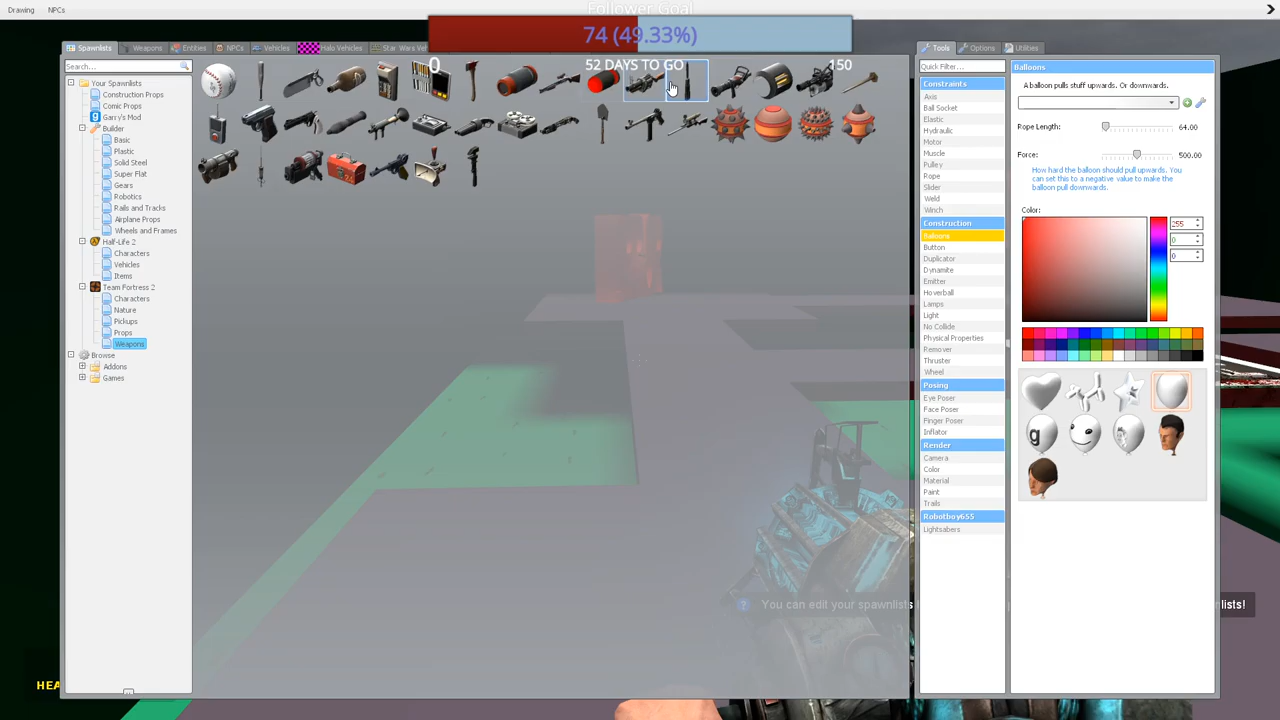 Drawing NPCs
Follower Goal
74 (49.33%)
0 52 DAYS TO GO 150
Spawnlists Weapons Entities NPCs Vehicles Halo Vehicles Star Wars Veh
Search...
Your Spawnlists
Construction Props
Comic Props
Garry's Mod
Builder
Basic
Plastic
Solid Steel
Super Flat
Gears
Robotics
Rails and Tracks
Airplane Props
Wheels and Frames
Half-Life 2
Characters
Vehicles
Items
Team Fortress 2
Characters
Nature
Pickups
Props
Weapons
Browse
Addons
Games
HEA
You can edit your spawnlists
lists!
Tools Options Utilities
Quick Filter...
Constraints
Axis
Ball Socket
Elastic
Hydraulic
Motor
Muscle
Pulley
Rope
Slider
Weld
Winch
Construction
Balloons
Button
Duplicator
Dynamite
Emitter
Hoverball
Lamps
Light
No Collide
Physical Properties
Remover
Thruster
Wheel
Posing
Eye Poser
Face Poser
Finger Poser
Inflator
Render
Camera
Color
Material
Paint
Trails
Robotboy655
Lightsabers
Balloons
A balloon pulls stuff upwards. Or downwards.
Rope Length: 64.00
Force: 500.00
How hard the balloon should pull upwards. You
can set this to a negative value to make the
balloon pull downwards.
Color:
255
0
0
g